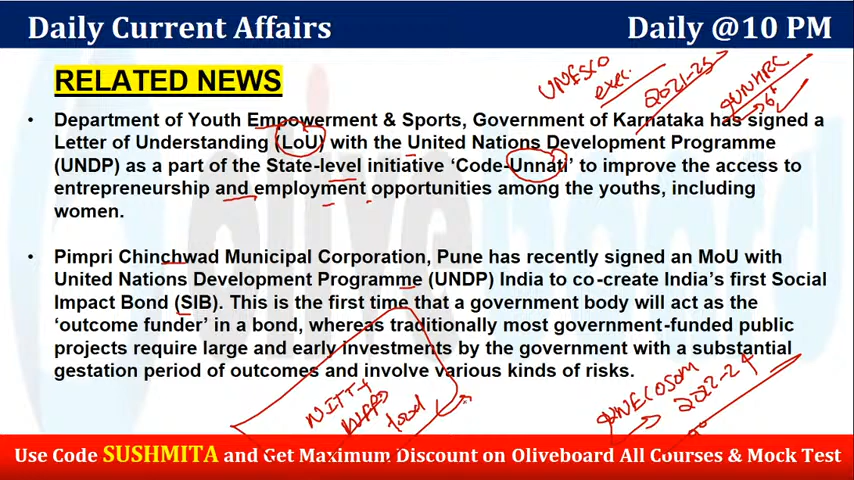 Daily Current Affairs
Daily @10 PM
RELATED NEWS
UNESCO
exec.
2021-25
UNHRC
• Department of Youth Empowerment & Sports, Government of Karnataka has signed a
Letter of Understanding (LoU) with the United Nations Development Programme
(UNDP) as a part of the State-level initiative ‘Code-Unnati’ to improve the access to
entrepreneurship and employment opportunities among the youths, including
women.
• Pimpri Chinchwad Municipal Corporation, Pune has recently signed an MoU with
United Nations Development Programme (UNDP) India to co-create India’s first Social
Impact Bond (SIB). This is the first time that a government body will act as the
‘outcome funder’ in a bond, whereas traditionally most government-funded public
projects require large and early investments by the government with a substantial
gestation period of outcomes and involve various kinds of risks.
food
2022-24
oliveboard
Use Code SUSHMITA and Get Maximum Discount on Oliveboard All Courses & Mock Test